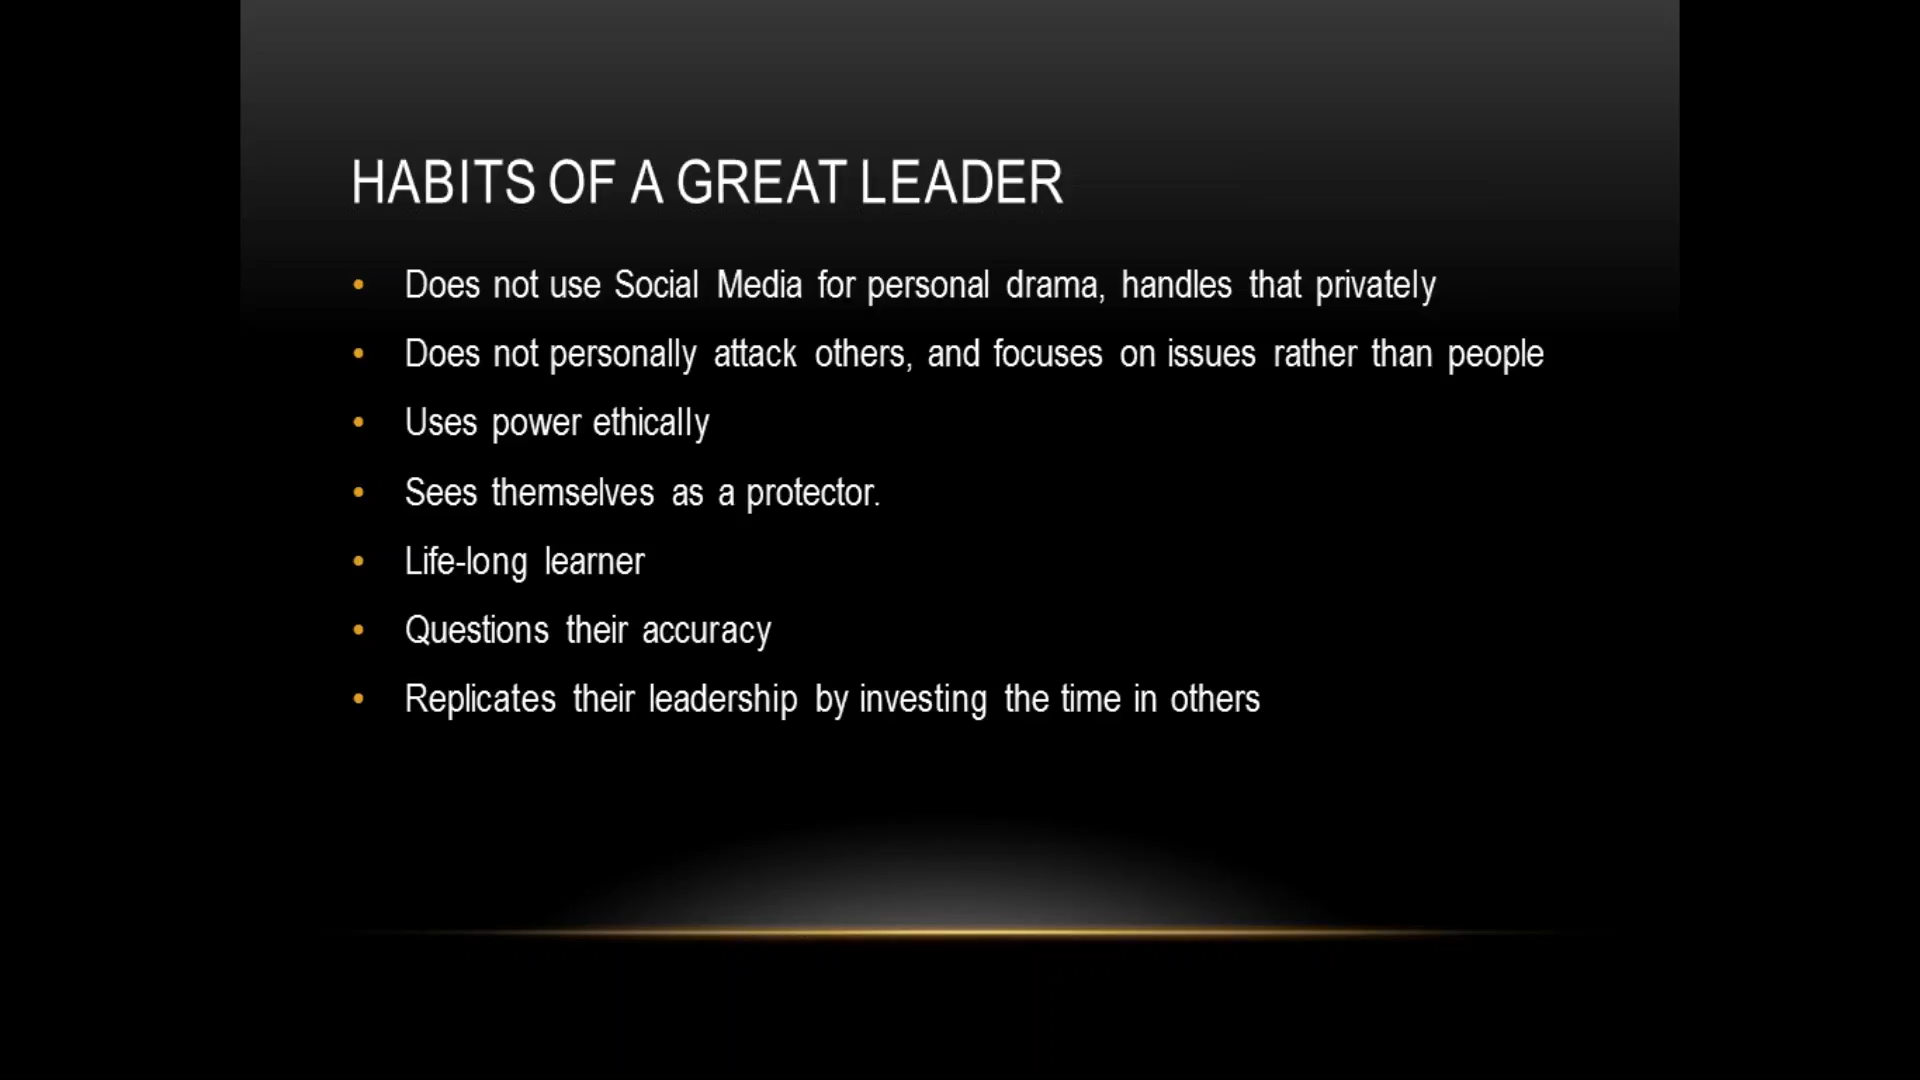 HABITS OF A GREAT LEADER
• Does not use Social Media for personal drama, handles that privately
• Does not personally attack others, and focuses on issues rather than people
• Uses power ethically
• Sees themselves as a protector.
• Life-long learner
• Questions their accuracy
• Replicates their leadership by investing the time in others